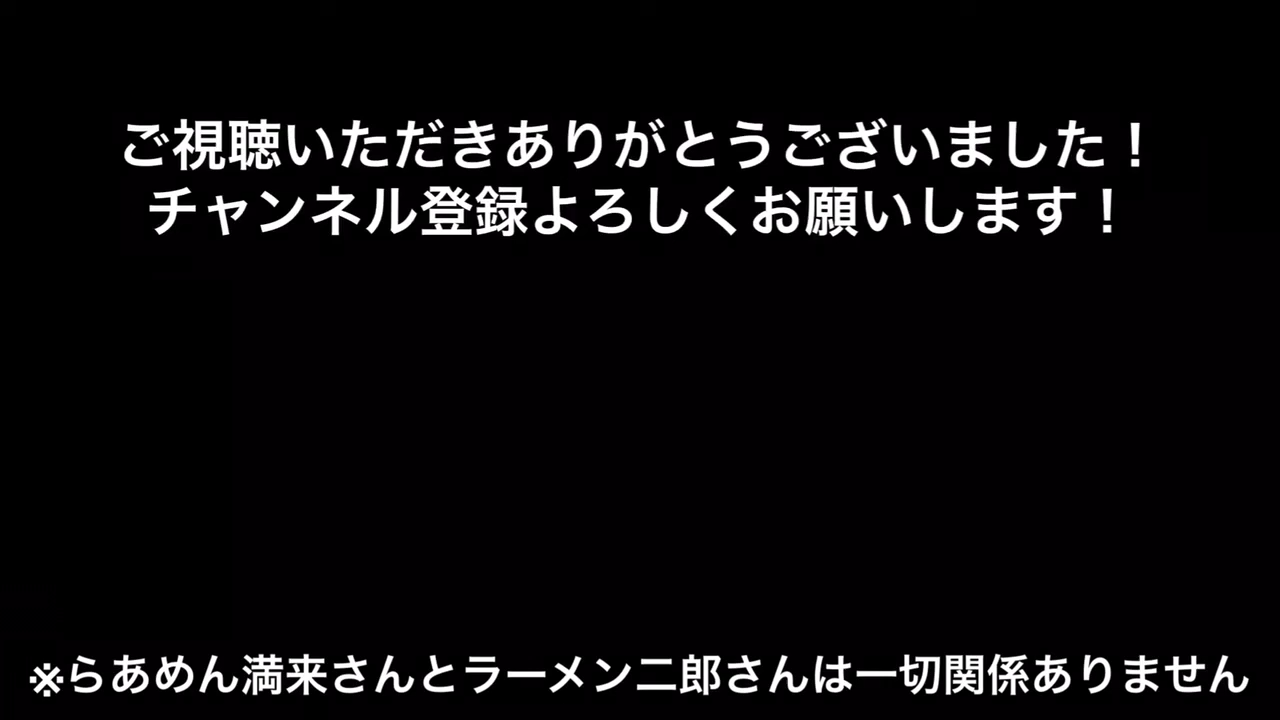 ご視聴いただきありがとうございました！
チャンネル登録よろしくお願いします！
※らあめん満来さんとラーメン二郎さんは一切関係ありません